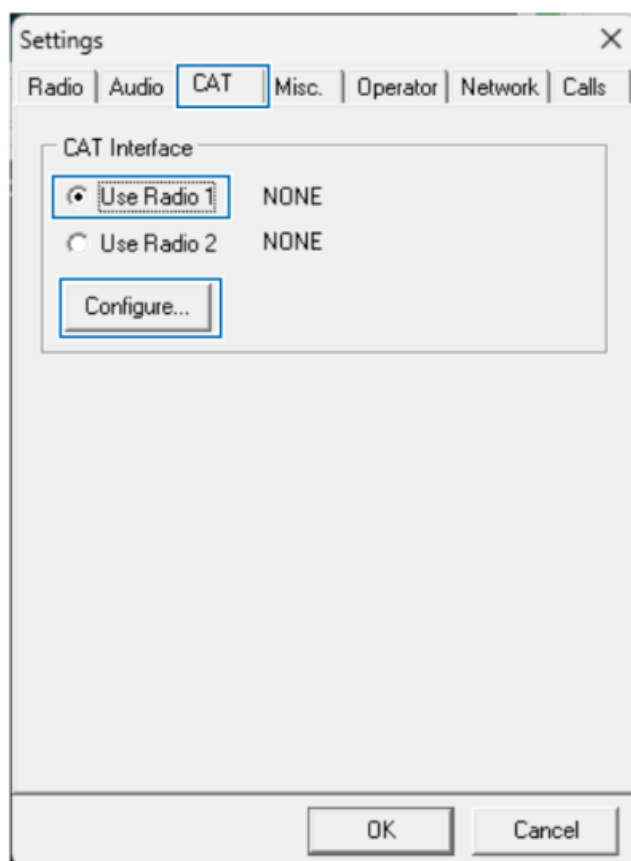 Settings
Radio Audio CAT Misc. Operator Network Calls
CAT Interface
Use Radio 1 NONE
Use Radio 2 NONE
Configure...
OK Cancel